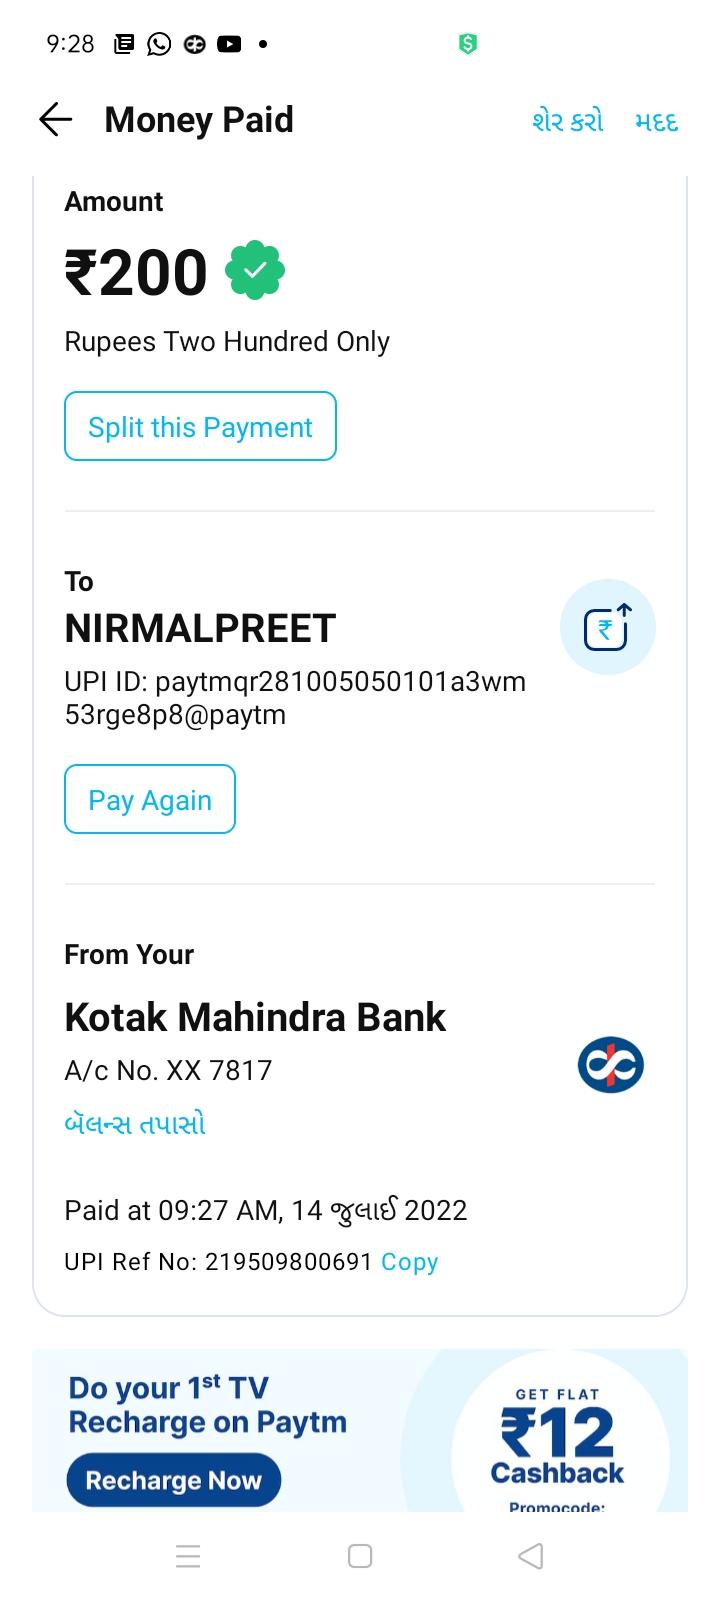 9:28
Money Paid
શેર કરો
મદદ
Amount
₹200
Rupees Two Hundred Only
Split this Payment
To
NIRMALPREET
UPI ID: paytmqr281005050101a3wm
53rge8p8@paytm
Pay Again
From Your
Kotak Mahindra Bank
A/c No. XX 7817
બૅલન્સ તપાસો
Paid at 09:27 AM, 14 જુલાઈ 2022
UPI Ref No: 219509800691 Copy
Do your 1st TV
Recharge on Paytm
Recharge Now
GET FLAT
₹12
Cashback
Promocode: